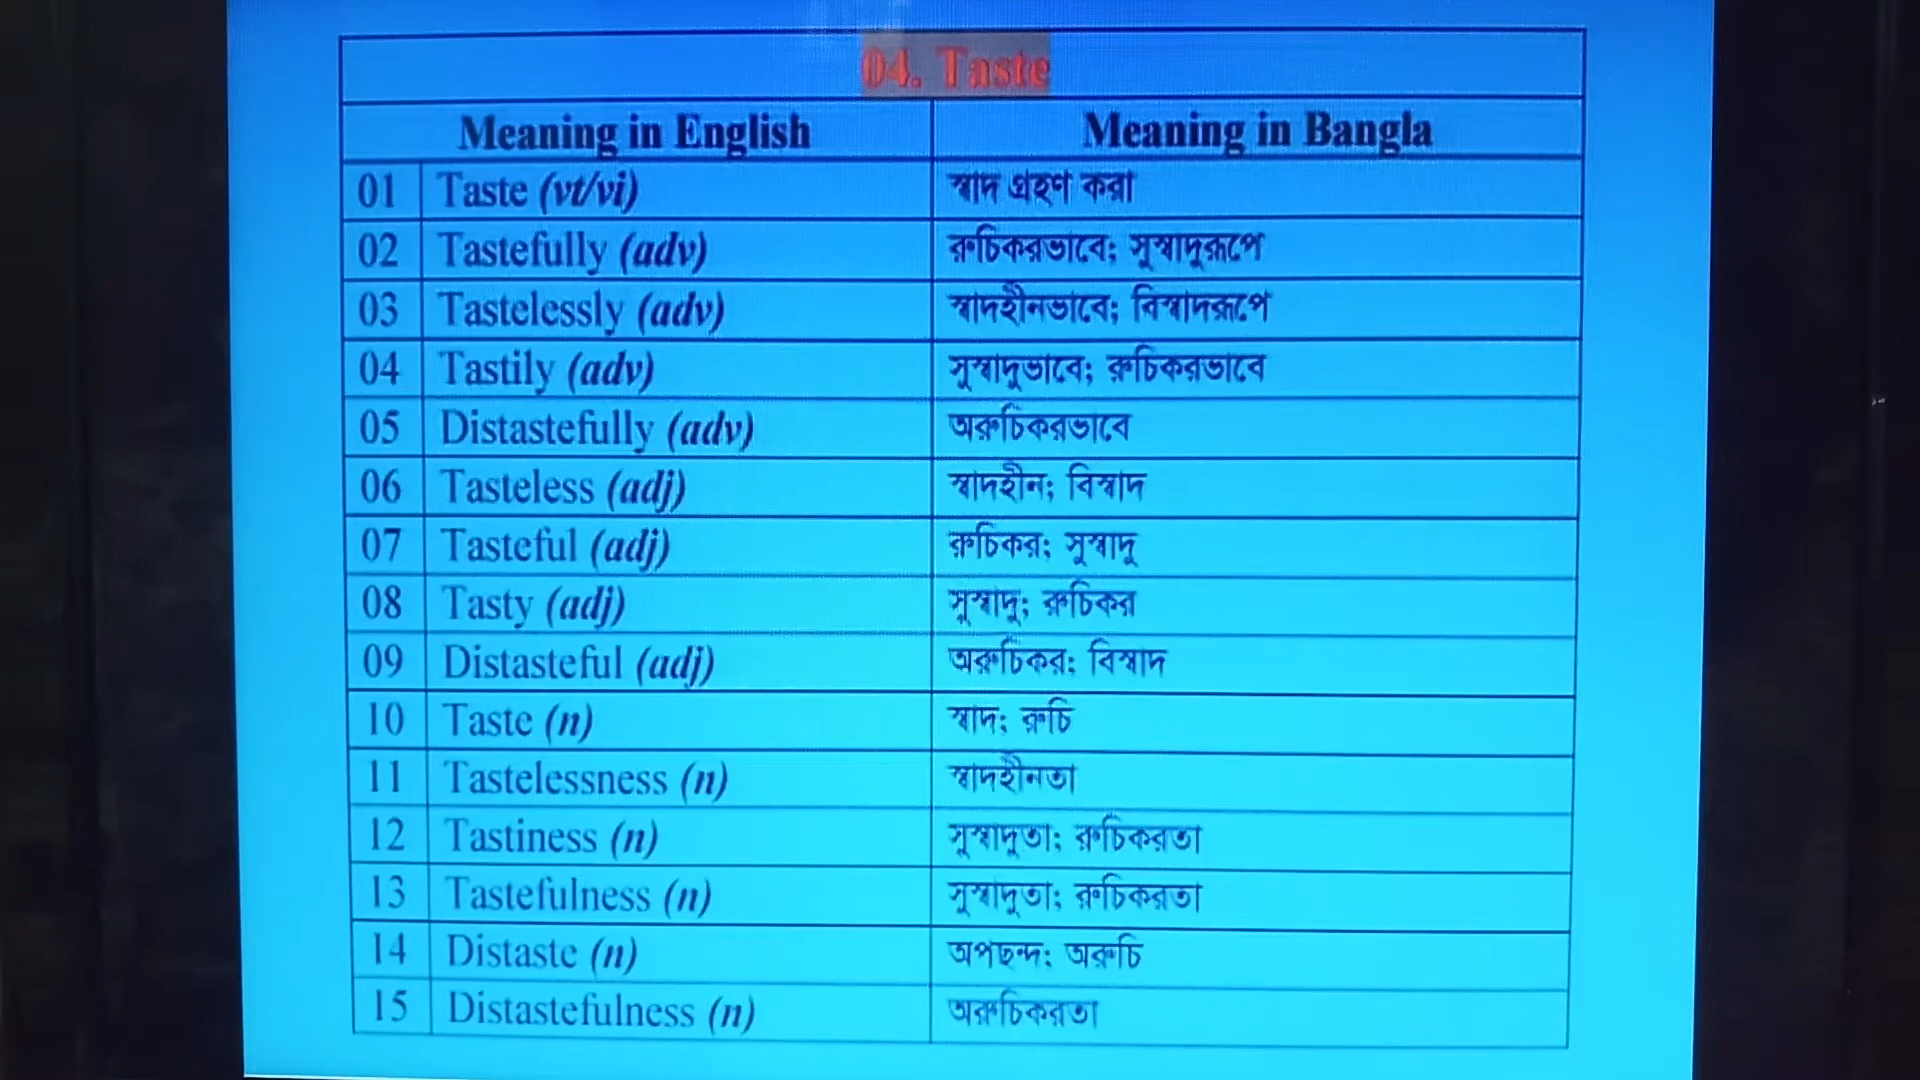 04. Taste
Meaning in English Meaning in Bangla
01 Taste (vt/vi) স্বাদ গ্রহণ করা
02 Tastefully (adv) রুচিকরভাবে; সুস্বাদুরূপে
03 Tastelessly (adv) স্বাদহীনভাবে; বিস্বাদরূপে
04 Tastily (adv) সুস্বাদুভাবে; রুচিকরভাবে
05 Distastefully (adv) অরুচিকরভাবে
06 Tasteless (adj) স্বাদহীন; বিস্বাদ
07 Tasteful (adj) রুচিকর; সুস্বাদু
08 Tasty (adj) সুস্বাদু; রুচিকর
09 Distasteful (adj) অরুচিকর; বিস্বাদ
10 Taste (n) স্বাদ; রুচি
11 Tastelessness (n) স্বাদহীনতা
12 Tastiness (n) সুস্বাদুতা; রুচিকরতা
13 Tastefulness (n) সুস্বাদুতা; রুচিকরতা
14 Distaste (n) অপছন্দ; অরুচি
15 Distastefulness (n) অরুচিকরতা